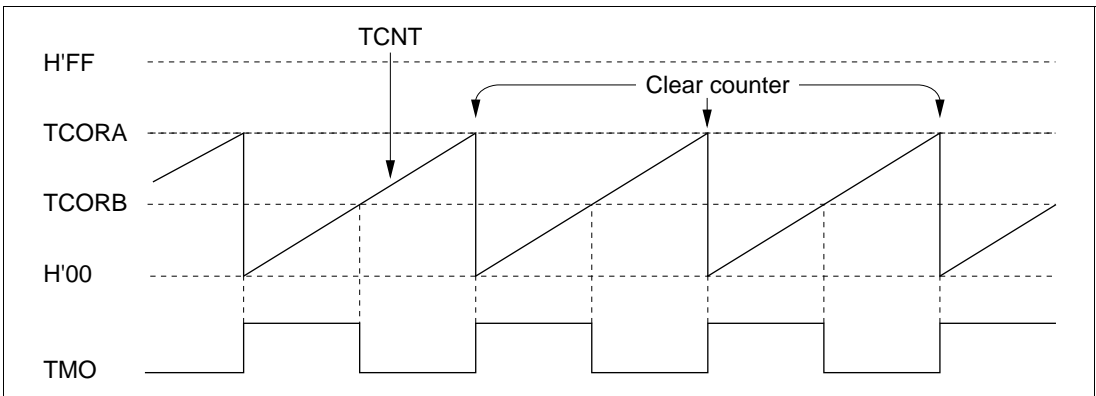 TCNT
H'FF
Clear counter
TCORA
TCORB
H'00
TMO